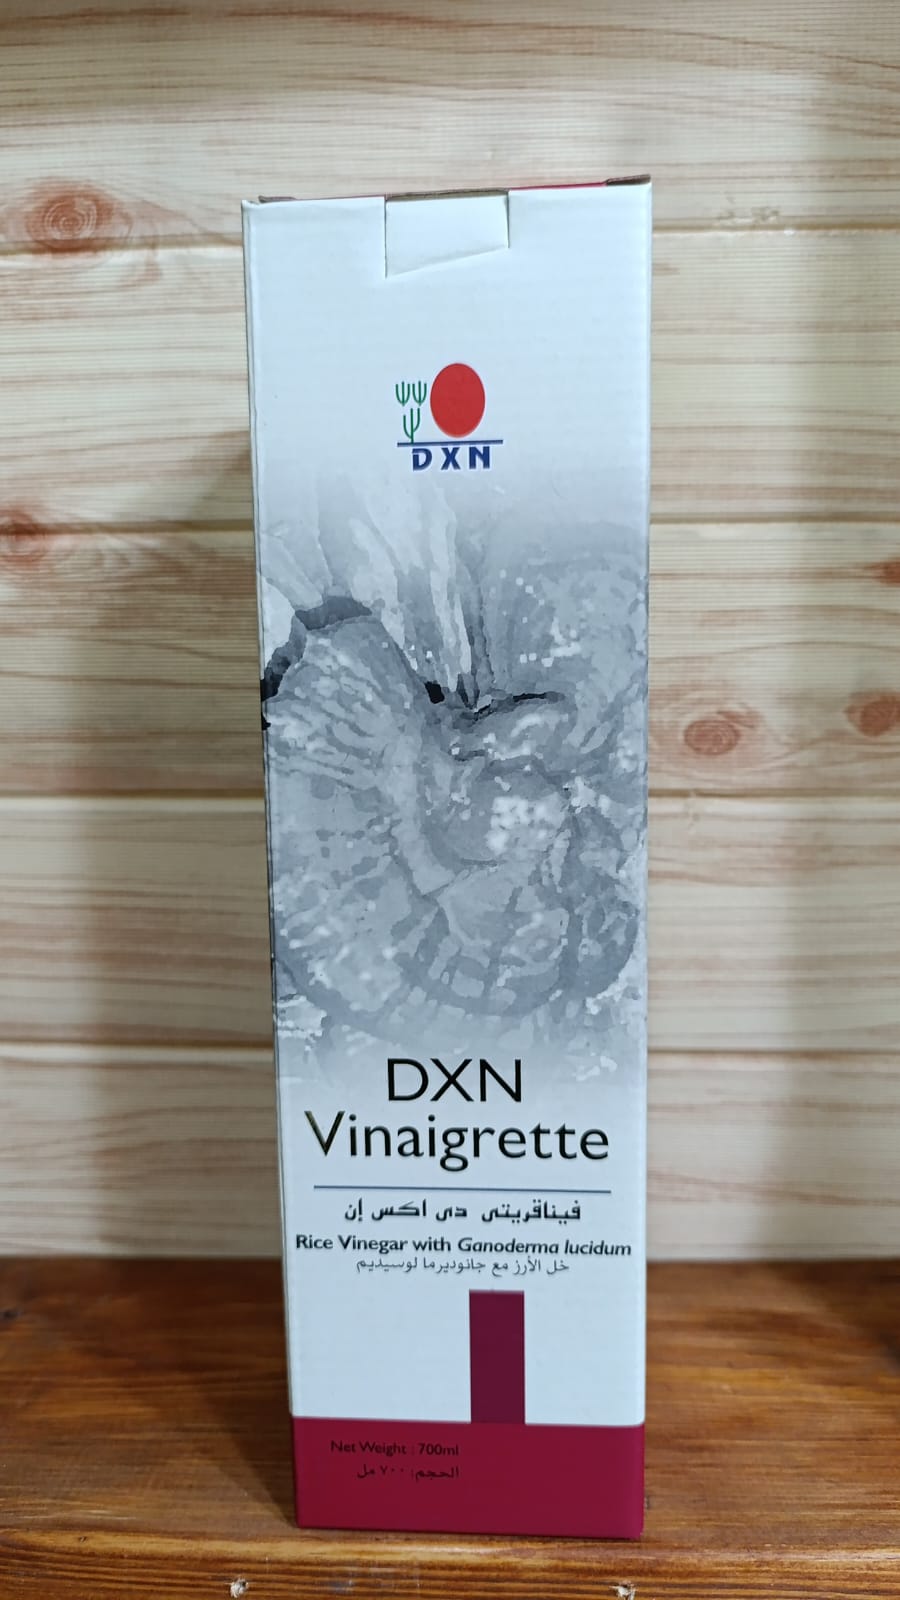 DXN
DXN
Vinaigrette
فيناقريتى دى اكس إن
Rice Vinegar with Ganoderma lucidum
خل الأرز مع جانوديرما لوسيديم
Net Weight : 700ml
الحجم: ٧٠٠ مل